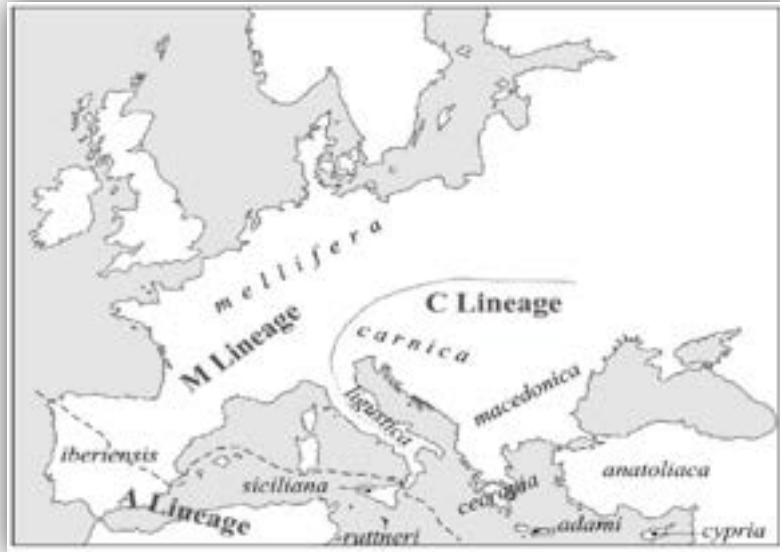 mellifera
M Lineage
C Lineage
carnica
ligustica
macedonica
iberiensis
A Lineage
siciliana
ruttneri
cecropia
adami
anatoliaca
cypria